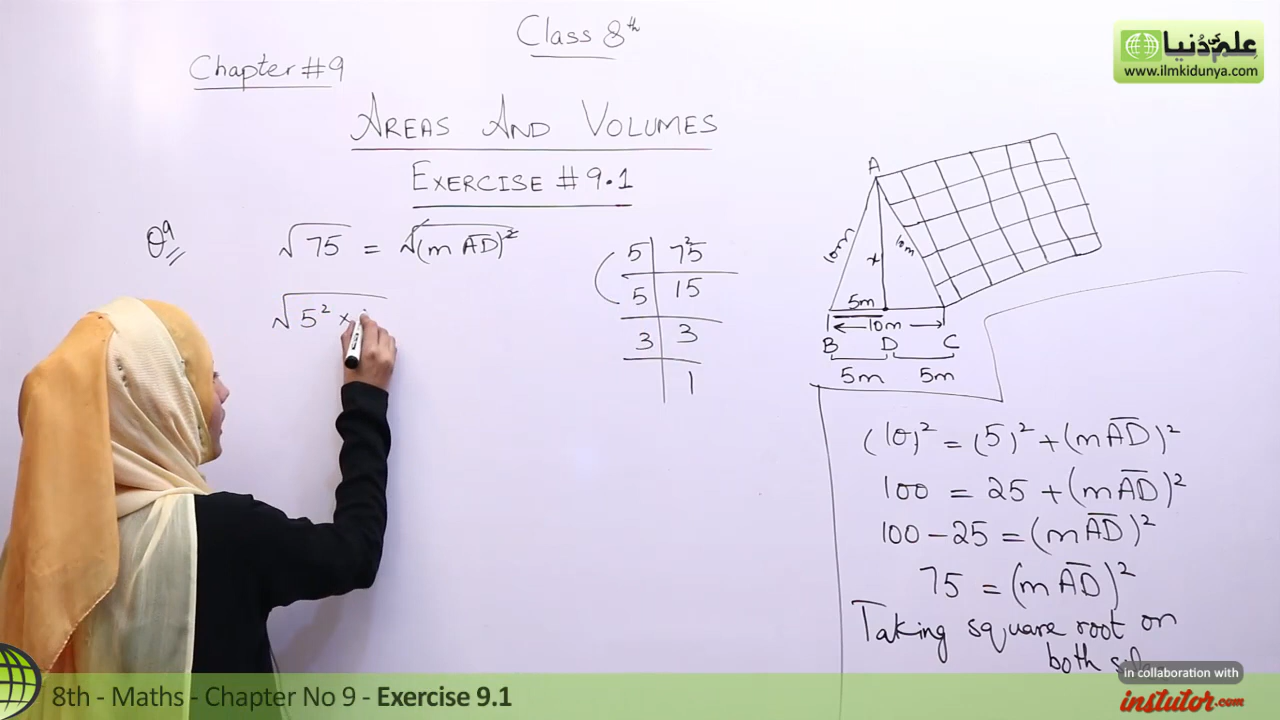 Class 8th
Chapter #9
AREAS AND VOLUMES
EXERCISE # 9.1
علم کی دُنیا
www.ilmkidunya.com
Q9
√75 = √(m AD)²
√5² ×
5 | 75
5 | 15
3 | 3
1
A
10m
x
10m
5m
10m
B D C
5m 5m
(10)² = (5)² + (m AD)²
100 = 25 + (m AD)²
100 - 25 = (m AD)²
75 = (m AD)²
Taking square root on
both
in collaboration with
instutor.com
8th - Maths - Chapter No 9 - Exercise 9.1